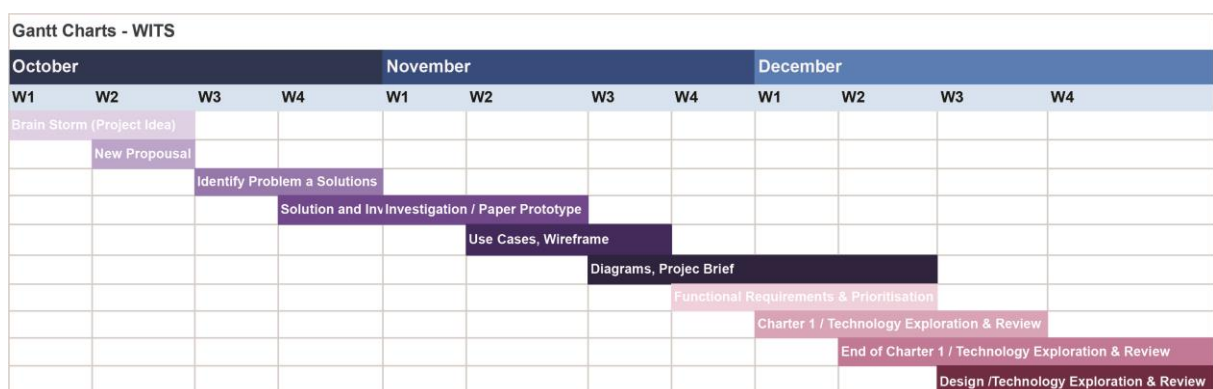 Gantt Charts - WITS
October November December
W1 W2 W3 W4 W1 W2 W3 W4 W1 W2 W3 W4
Brain Storm (Project Idea)
New Propousal
Identify Problem a Solutions
Solution and Inv Investigation / Paper Prototype
Use Cases, Wireframe
Diagrams, Projec Brief
Functional Requirements & Prioritisation
Charter 1 / Technology Exploration & Review
End of Charter 1 / Technology Exploration & Review
Design /Technology Exploration & Review